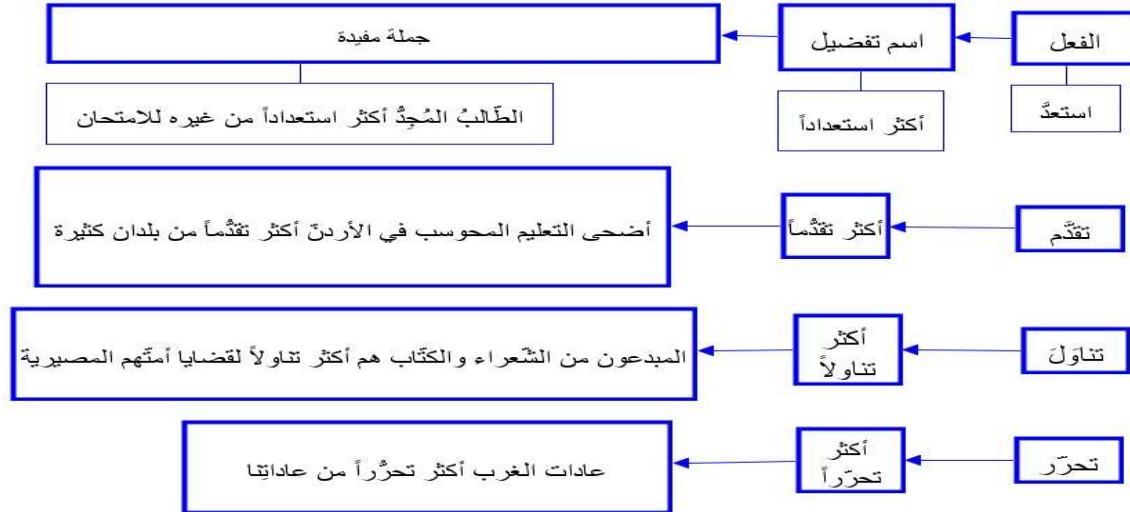 الفعل
اسم تفضيل
جملة مفيدة
استعدَّ
أكثر استعداداً
الطّالبُ المُجِدُّ أكثر استعداداً من غيره للامتحان
تقدَّم
أكثر تقدُّماً
أضحى التعليم المحوسب في الأردنّ أكثر تقدُّماً من بلدان كثيرة
تناوَلَ
أكثر
تناولاً
المبدعون من الشّعراء والكتّاب هم أكثر تناولاً لقضايا أمتّهم المصيرية
تحرّر
أكثر
تحرّراً
عادات الغرب أكثر تحرُّراً من عاداتِنا